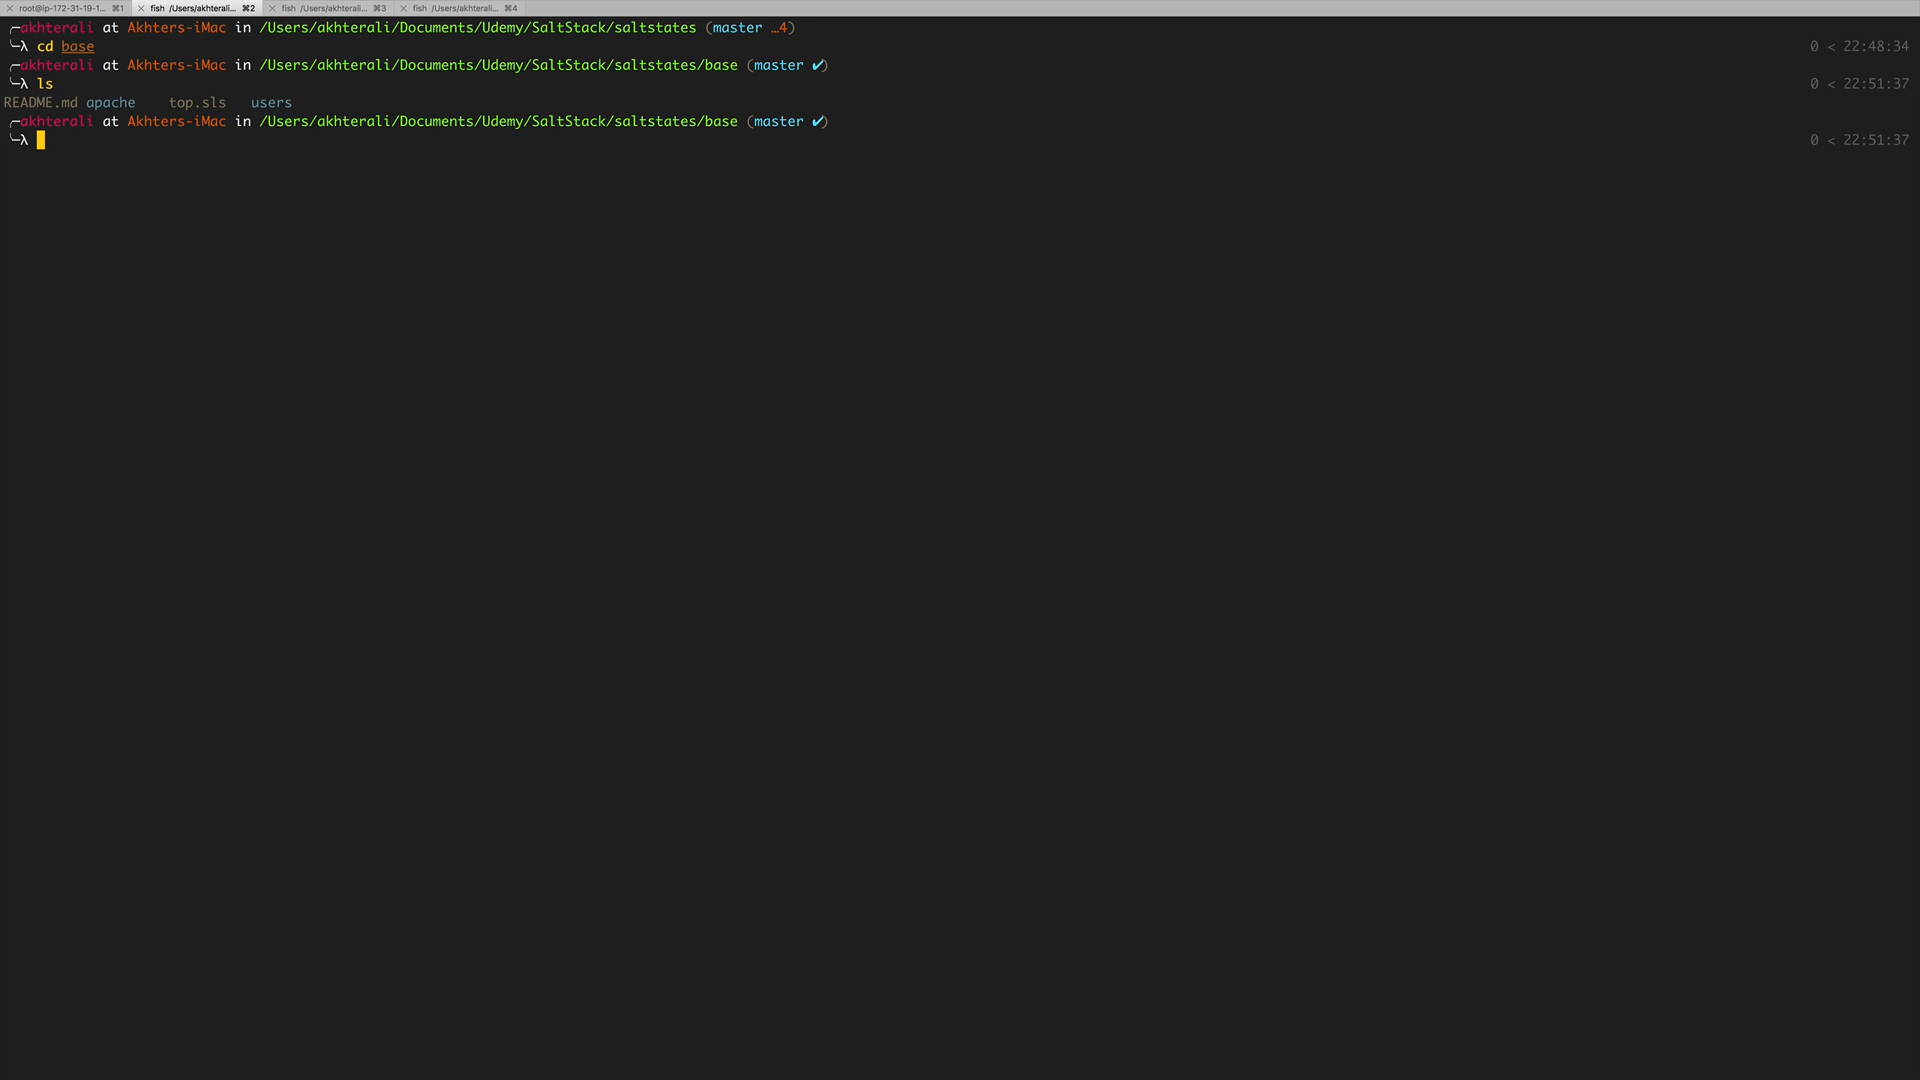 root@ip-172-31-19-1... ⌘1 fish /Users/akhterali... ⌘2 fish /Users/akhterali... ⌘3 fish /Users/akhterali... ⌘4
╭─akhterali at Akhters-iMac in /Users/akhterali/Documents/Udemy/SaltStack/saltstates (master …4)
╰─λ cd base 0 < 22:48:34
╭─akhterali at Akhters-iMac in /Users/akhterali/Documents/Udemy/SaltStack/saltstates/base (master ✔)
╰─λ ls 0 < 22:51:37
README.md apache top.sls users
╭─akhterali at Akhters-iMac in /Users/akhterali/Documents/Udemy/SaltStack/saltstates/base (master ✔)
╰─λ 0 < 22:51:37